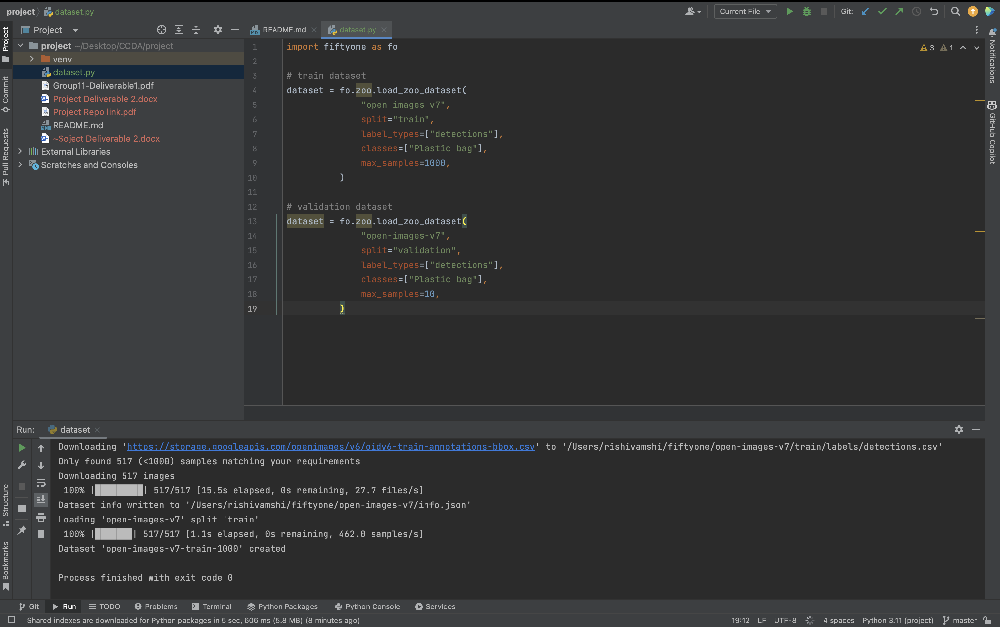 project
dataset.py
Current File
Git:
Project
README.md
dataset.py
project ~/Desktop/CCDA/project
venv
dataset.py
Group11-Deliverable1.pdf
Project Deliverable 2.docx
Project Repo link.pdf
README.md
~$oject Deliverable 2.docx
External Libraries
Scratches and Consoles
Project
Commit
Pull Requests
Structure
Bookmarks
1 import fiftyone as fo
2
3 # train dataset
4 dataset = fo.zoo.load_zoo_dataset(
5 "open-images-v7",
6 split="train",
7 label_types=["detections"],
8 classes=["Plastic bag"],
9 max_samples=1000,
10 )
11
12 # validation dataset
13 dataset = fo.zoo.load_zoo_dataset(
14 "open-images-v7",
15 split="validation",
16 label_types=["detections"],
17 classes=["Plastic bag"],
18 max_samples=10,
19 )
3 1
Notifications
GitHub Copilot
Run: dataset
Downloading 'https://storage.googleapis.com/openimages/v6/oidv6-train-annotations-bbox.csv' to '/Users/rishivamshi/fiftyone/open-images-v7/train/labels/detections.csv'
Only found 517 (<1000) samples matching your requirements
Downloading 517 images
100% |█████████| 517/517 [15.5s elapsed, 0s remaining, 27.7 files/s]
Dataset info written to '/Users/rishivamshi/fiftyone/open-images-v7/info.json'
Loading 'open-images-v7' split 'train'
100% |███████| 517/517 [1.1s elapsed, 0s remaining, 462.0 samples/s]
Dataset 'open-images-v7-train-1000' created
Process finished with exit code 0
Git Run TODO Problems Terminal Python Packages Python Console Services
Shared indexes are downloaded for Python packages in 5 sec, 606 ms (5.8 MB) (8 minutes ago)
19:12 LF UTF-8 4 spaces Python 3.11 (project) master